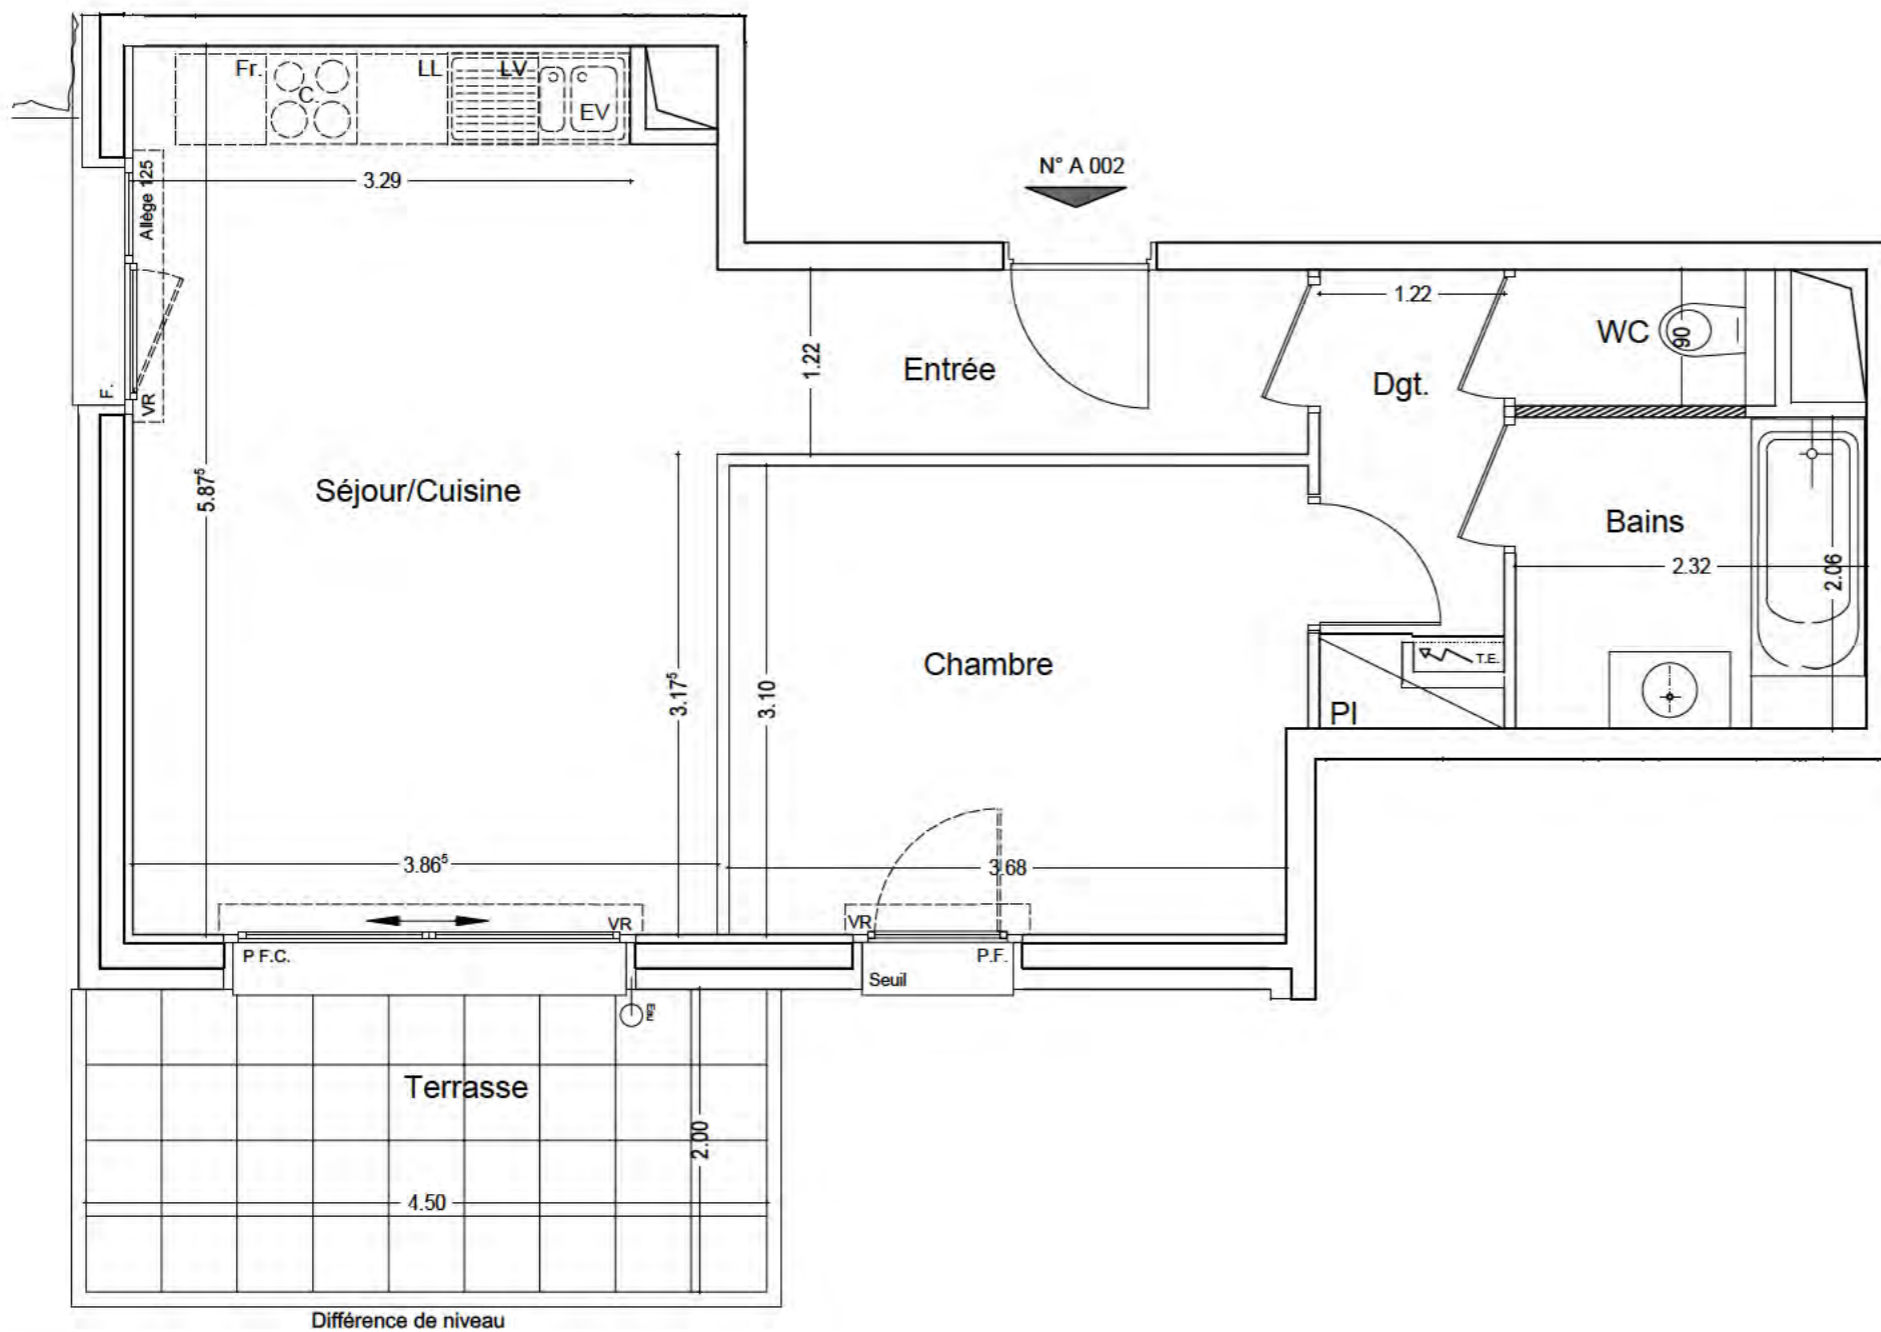 Fr.
C.
LL
LV
EV
N° A 002
3.29
Allège 125
1.22
WC
90
1.22
Entrée
Dgt.
F.
VR
5.87⁵
Séjour/Cuisine
Bains
2.32
2.06
Chambre
T.E.
3.17⁵
3.10
Pl
3.86⁵
3.68
VR
VR
P F.C.
P.F.
Seuil
Eau
Terrasse
2.00
4.50
Différence de niveau